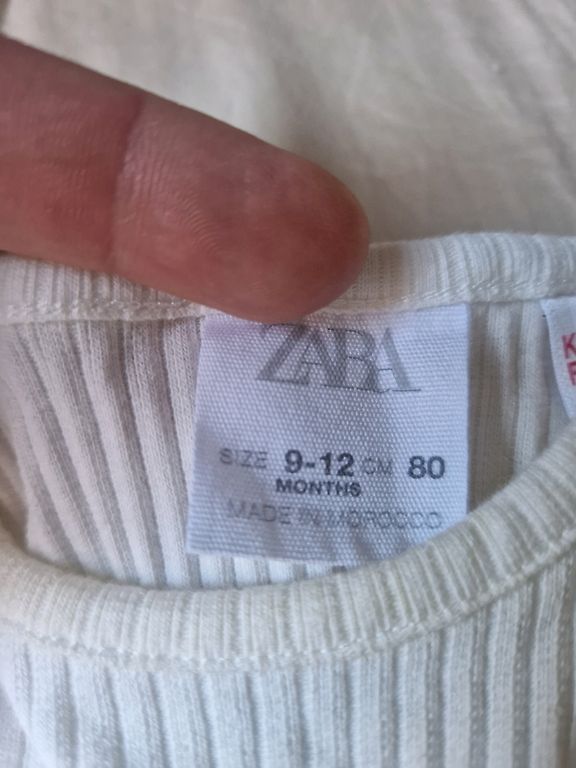 ZARA
SIZE 9-12 CM 80
MONTHS
MADE IN MOROCCO